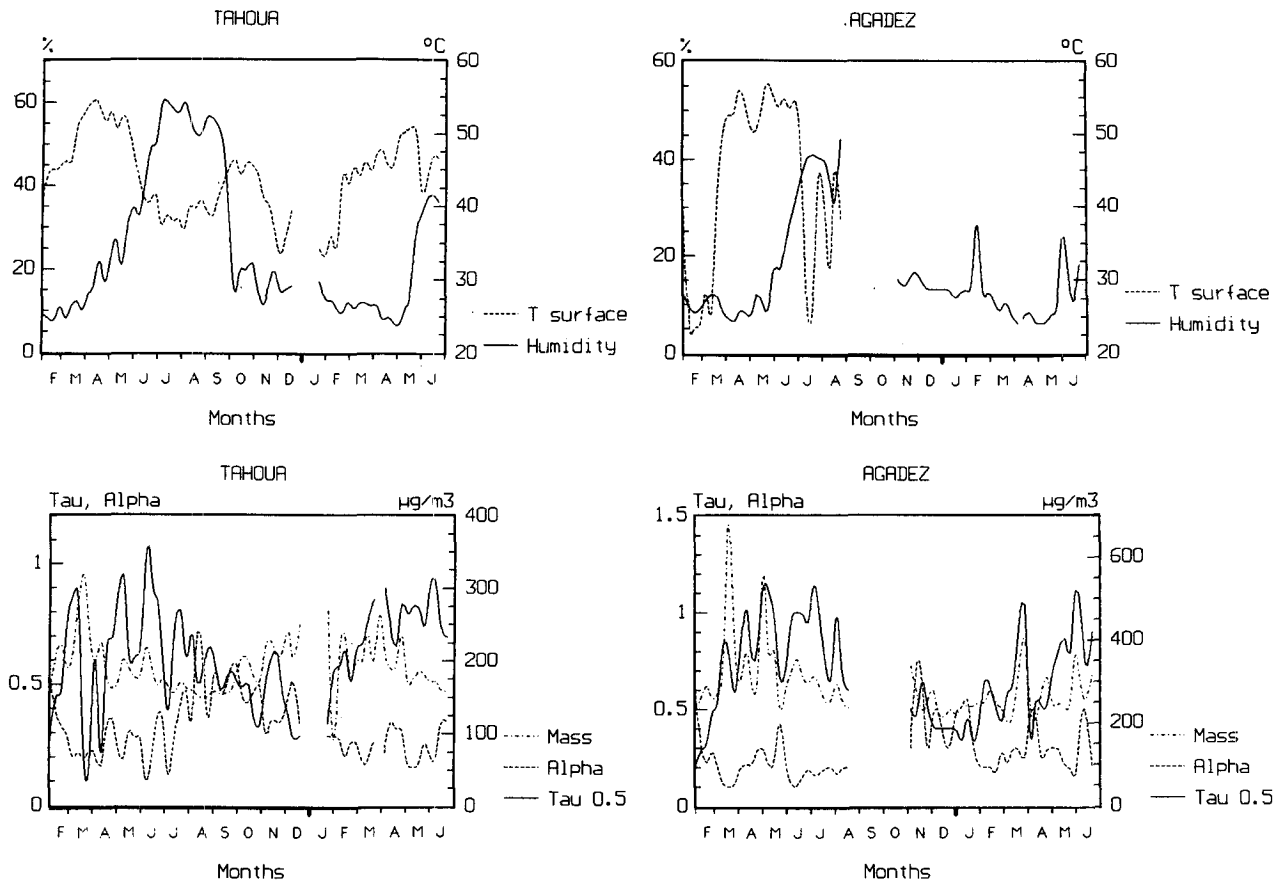 TAHOUA
% °C
60
60
50
40
40
20
30
0
20
F M A M J J A S O N D J F M A M J
Months
T surface
Humidity
.AGADEZ
% °C
60
60
50
40
40
20
30
0
20
F M A M J J A S O N D J F M A M J
Months
T surface
Humidity
TAHOUA
Tau, Alpha µg/m3
400
1
300
200
0.5
100
0
0
F M A M J J A S O N D J F M A M J
Months
Mass
Alpha
Tau 0.5
AGADEZ
Tau, Alpha µg/m3
1.5
600
1
400
0.5
200
0
0
F M A M J J A S O N D J F M A M J
Months
Mass
Alpha
Tau 0.5